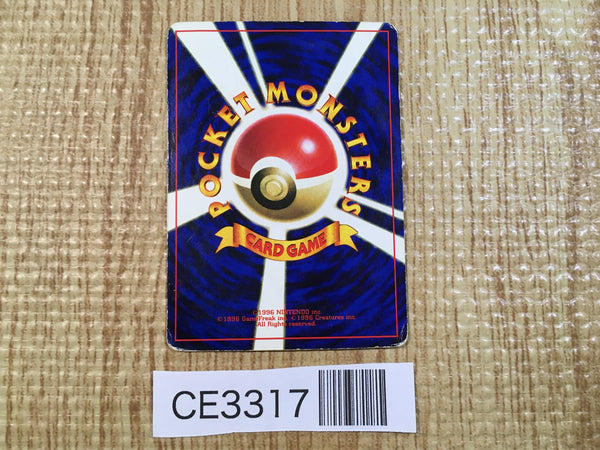 POCKET MONSTERS
CARD GAME
©1996 NINTENDO inc.
©1996 GameFreak inc. ©1996 Creatures inc.
All Rights reserved.
CE3317